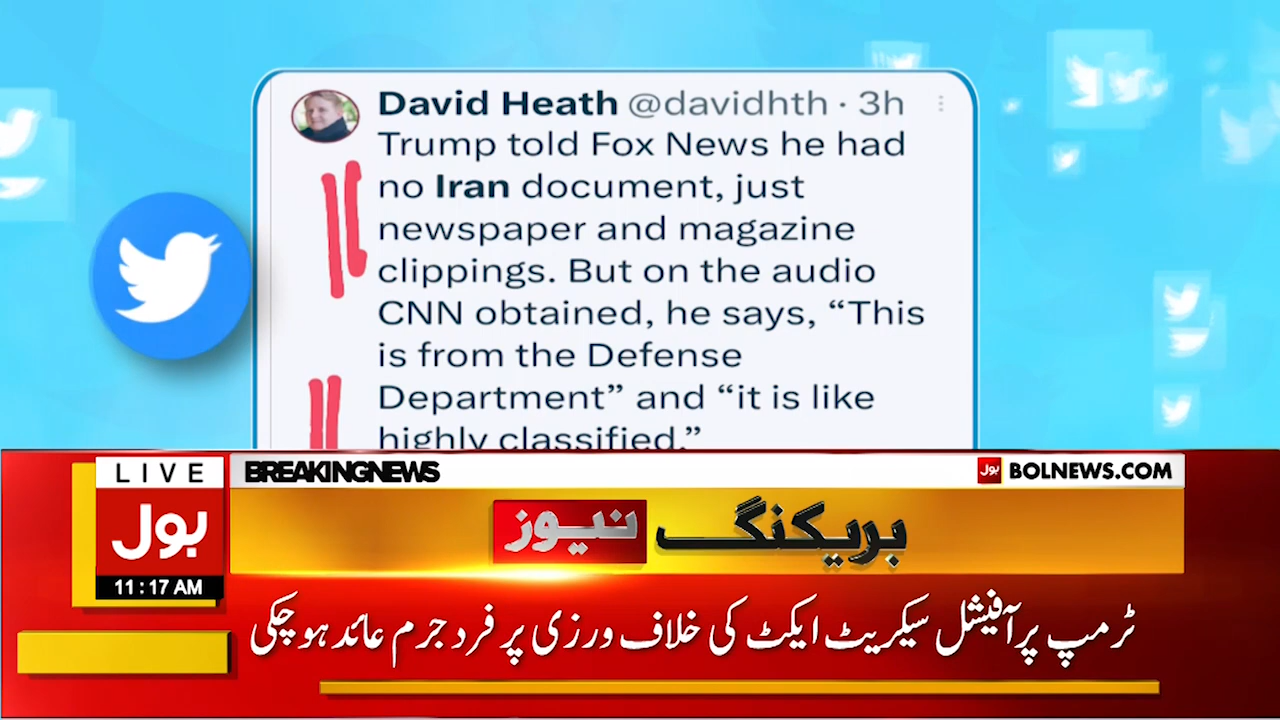 David Heath @davidhth · 3h
Trump told Fox News he had
no Iran document, just
newspaper and magazine
clippings. But on the audio
CNN obtained, he says, “This
is from the Defense
Department” and “it is like
highly classified.”
LIVE
BREAKINGNEWS
بول BOLNEWS.COM
بول
بریکنگ نیوز
11:17 AM
ٹرمپ پر آفیشل سیکریٹ ایکٹ کی خلاف ورزی پر فرد جرم عائد ہوچکی